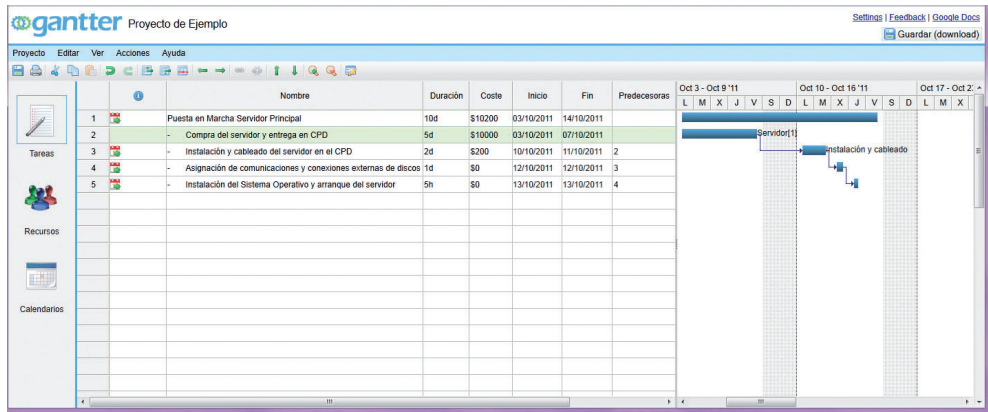 gantter Proyecto de Ejemplo
Settings | Feedback | Google Docs
Guardar (download)
Proyecto Editar Ver Acciones Ayuda
Nombre Duración Coste Inicio Fin Predecesoras
Oct 3 - Oct 9 '11 Oct 10 - Oct 16 '11 Oct 17 - Oct 2
L M X J V S D L M X J V S D L M X
1 Puesta en Marcha Servidor Principal 10d $10200 03/10/2011 14/10/2011
2 - Compra del servidor y entrega en CPD 5d $10000 03/10/2011 07/10/2011 Servidor[1]
3 - Instalación y cableado del servidor en el CPD 2d $200 10/10/2011 11/10/2011 2 Instalación y cableado
4 - Asignación de comunicaciones y conexiones externas de discos 1d $0 12/10/2011 12/10/2011 3
5 - Instalación del Sistema Operativo y arranque del servidor 5h $0 13/10/2011 13/10/2011 4
Tareas
Recursos
Calendarios